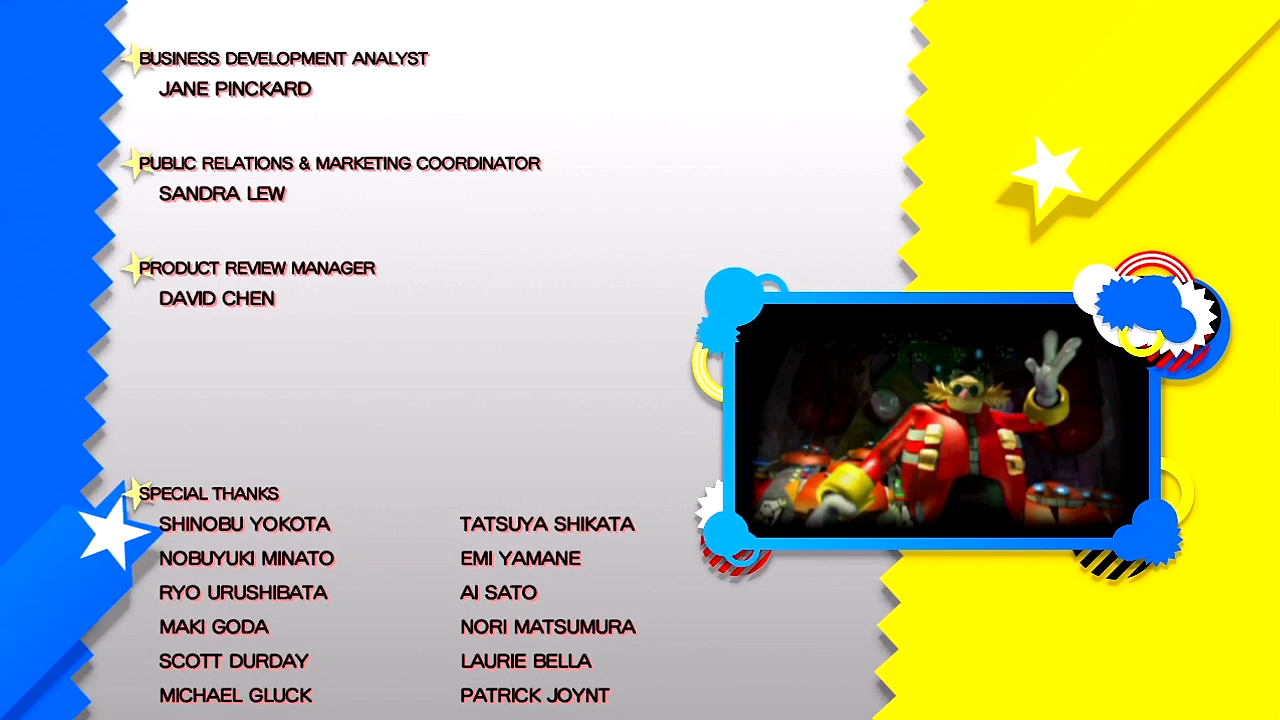 BUSINESS DEVELOPMENT ANALYST
JANE PINCKARD
PUBLIC RELATIONS & MARKETING COORDINATOR
SANDRA LEW
PRODUCT REVIEW MANAGER
DAVID CHEN
SPECIAL THANKS
SHINOBU YOKOTA TATSUYA SHIKATA
NOBUYUKI MINATO EMI YAMANE
RYO URUSHIBATA AI SATO
MAKI GODA NORI MATSUMURA
SCOTT DURDAY LAURIE BELLA
MICHAEL GLUCK PATRICK JOYNT